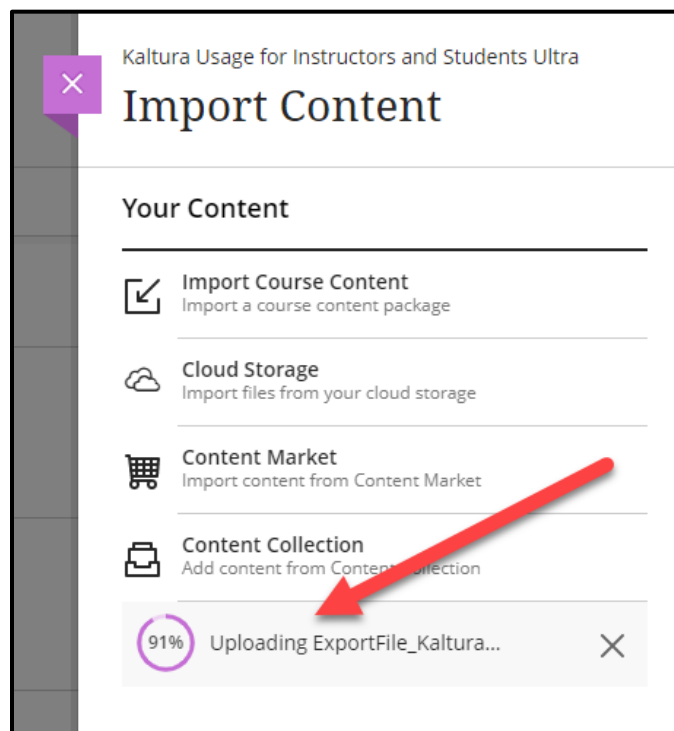 Kaltura Usage for Instructors and Students Ultra
Import Content
Your Content
Import Course Content
Import a course content package
Cloud Storage
Import files from your cloud storage
Content Market
Import content from Content Market
Content Collection
Add content from Content Collection
91% Uploading ExportFile_Kaltura...